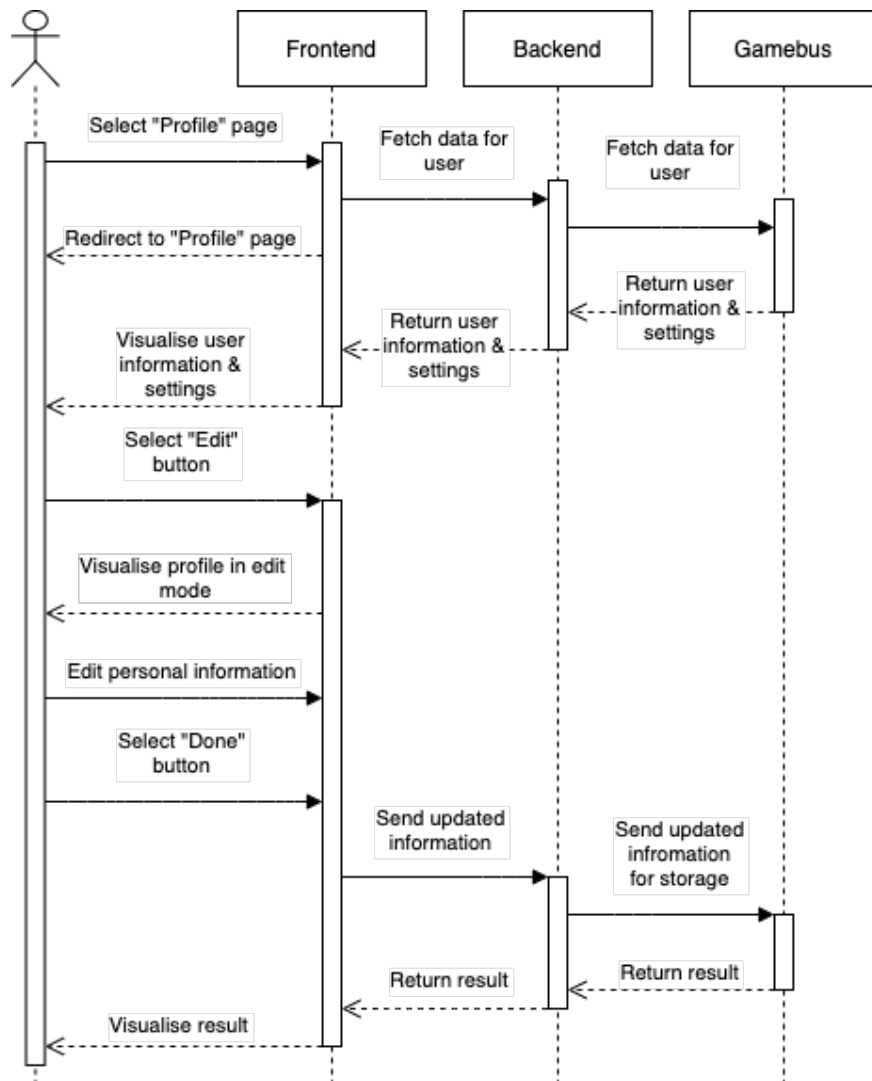 Frontend
Backend
Gamebus
Select "Profile" page
Fetch data for
user
Fetch data for
user
Redirect to "Profile" page
Return user
information &
settings
Return user
information &
settings
Visualise user
information &
settings
Select "Edit"
button
Visualise profile in edit
mode
Edit personal information
Select "Done"
button
Send updated
information
Send updated
infromation
for storage
Return result
Return result
Visualise result